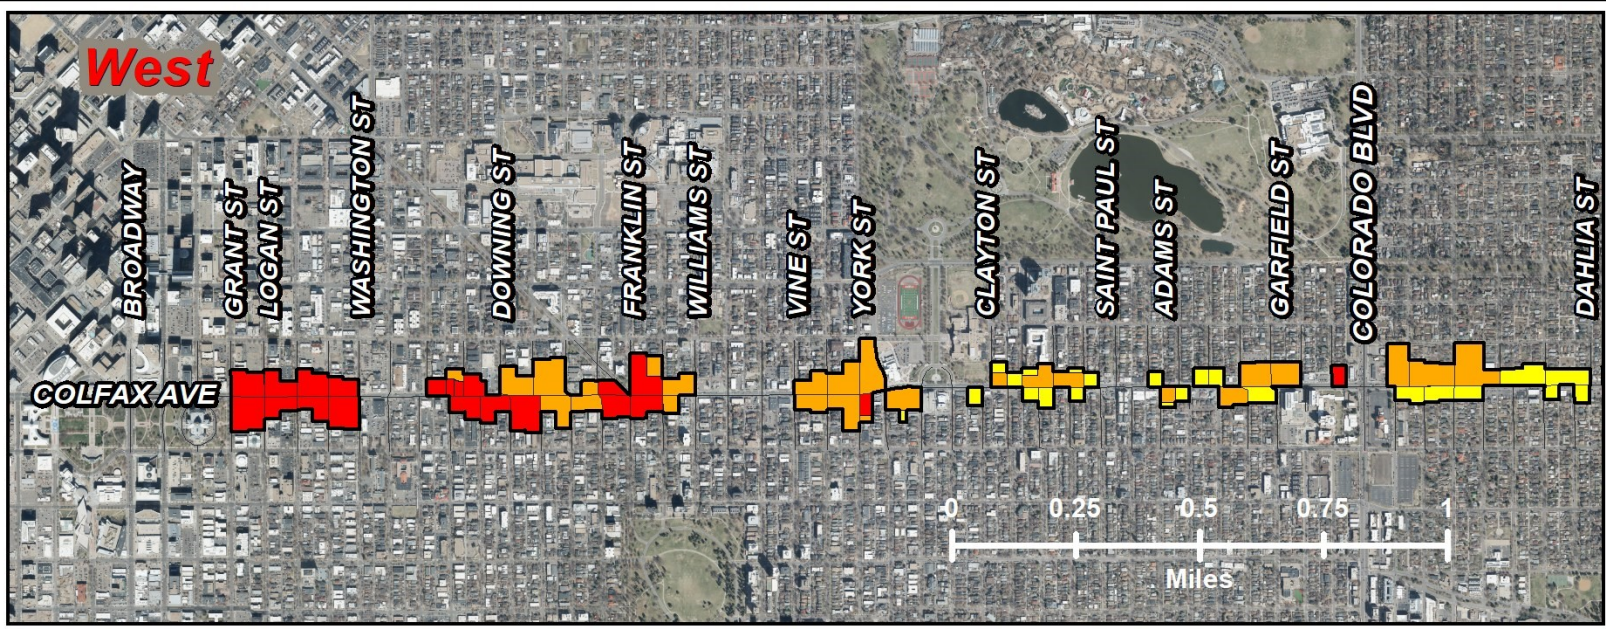 West
BROADWAY
GRANT ST
LOGAN ST
WASHINGTON ST
DOWNING ST
FRANKLIN ST
WILLIAMS ST
VINE ST
YORK ST
CLAYTON ST
SAINT PAUL ST
ADAMS ST
GARFIELD ST
COLORADO BLVD
DAHLIA ST
COLFAX AVE
0 0.25 0.5 0.75 1
Miles